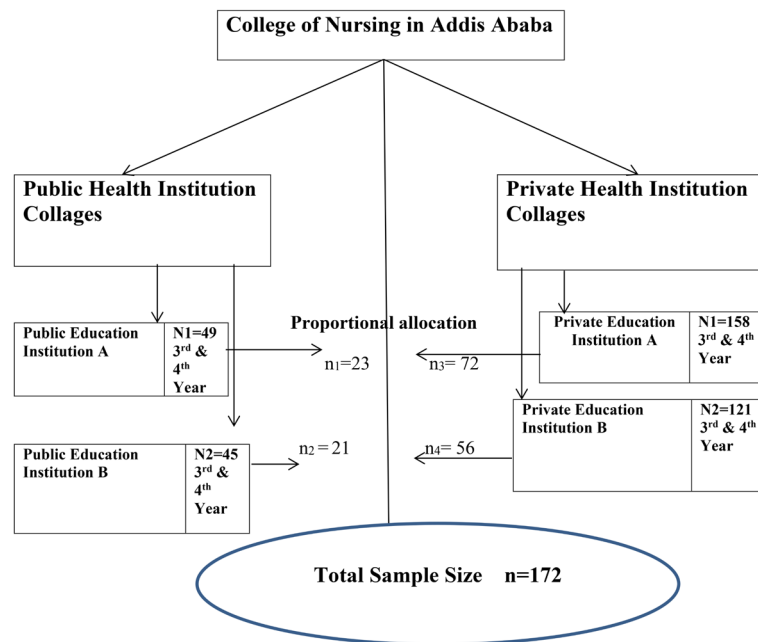 College of Nursing in Addis Ababa
Public Health Institution
Collages
Private Health Institution
Collages
Public Education
Institution A
N1=49
3rd &
4th
Year
Proportional allocation
n1=23
n3= 72
Private Education
Institution A
N1=158
3rd & 4th
Year
Public Education
Institution B
N2=45
3rd &
4th
Year
n2 = 21
n4= 56
Private Education
Institution B
N2=121
3rd & 4th
Year
Total Sample Size n=172